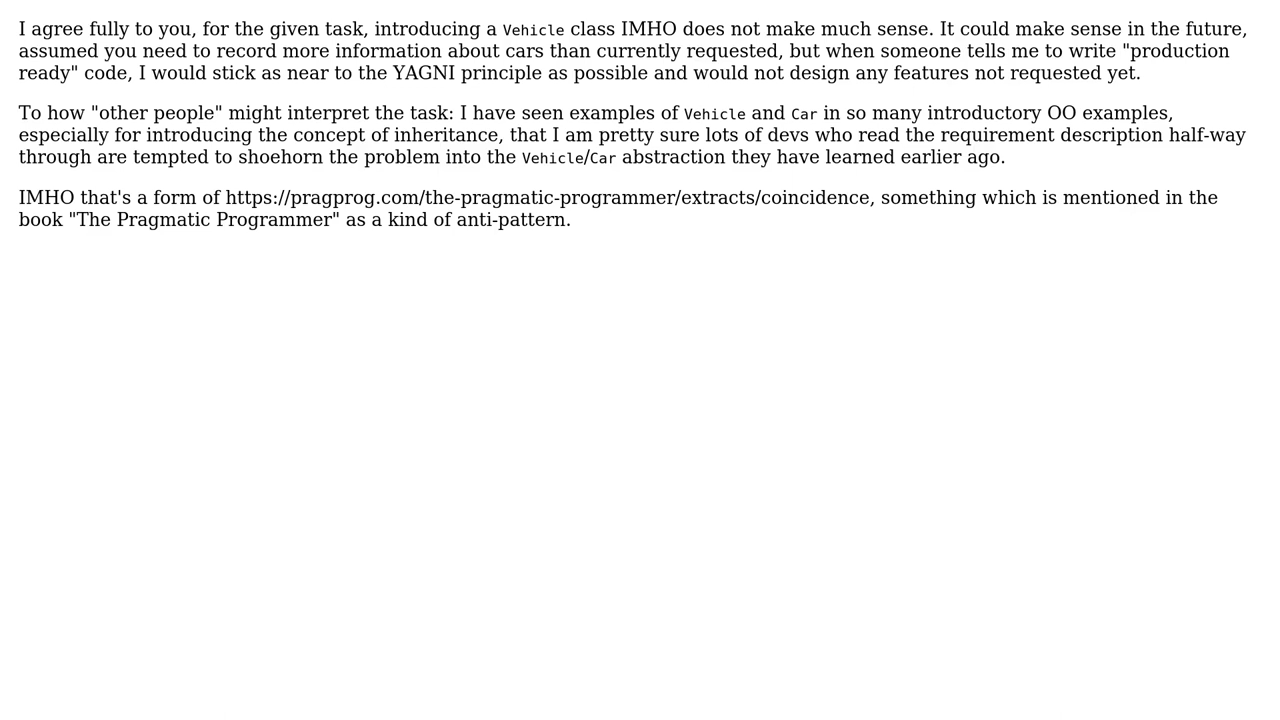 I agree fully to you, for the given task, introducing a Vehicle class IMHO does not make much sense. It could make sense in the future,
assumed you need to record more information about cars than currently requested, but when someone tells me to write "production
ready" code, I would stick as near to the YAGNI principle as possible and would not design any features not requested yet.
To how "other people" might interpret the task: I have seen examples of Vehicle and Car in so many introductory OO examples,
especially for introducing the concept of inheritance, that I am pretty sure lots of devs who read the requirement description half-way
through are tempted to shoehorn the problem into the Vehicle/Car abstraction they have learned earlier ago.
IMHO that's a form of https://pragprog.com/the-pragmatic-programmer/extracts/coincidence, something which is mentioned in the
book "The Pragmatic Programmer" as a kind of anti-pattern.